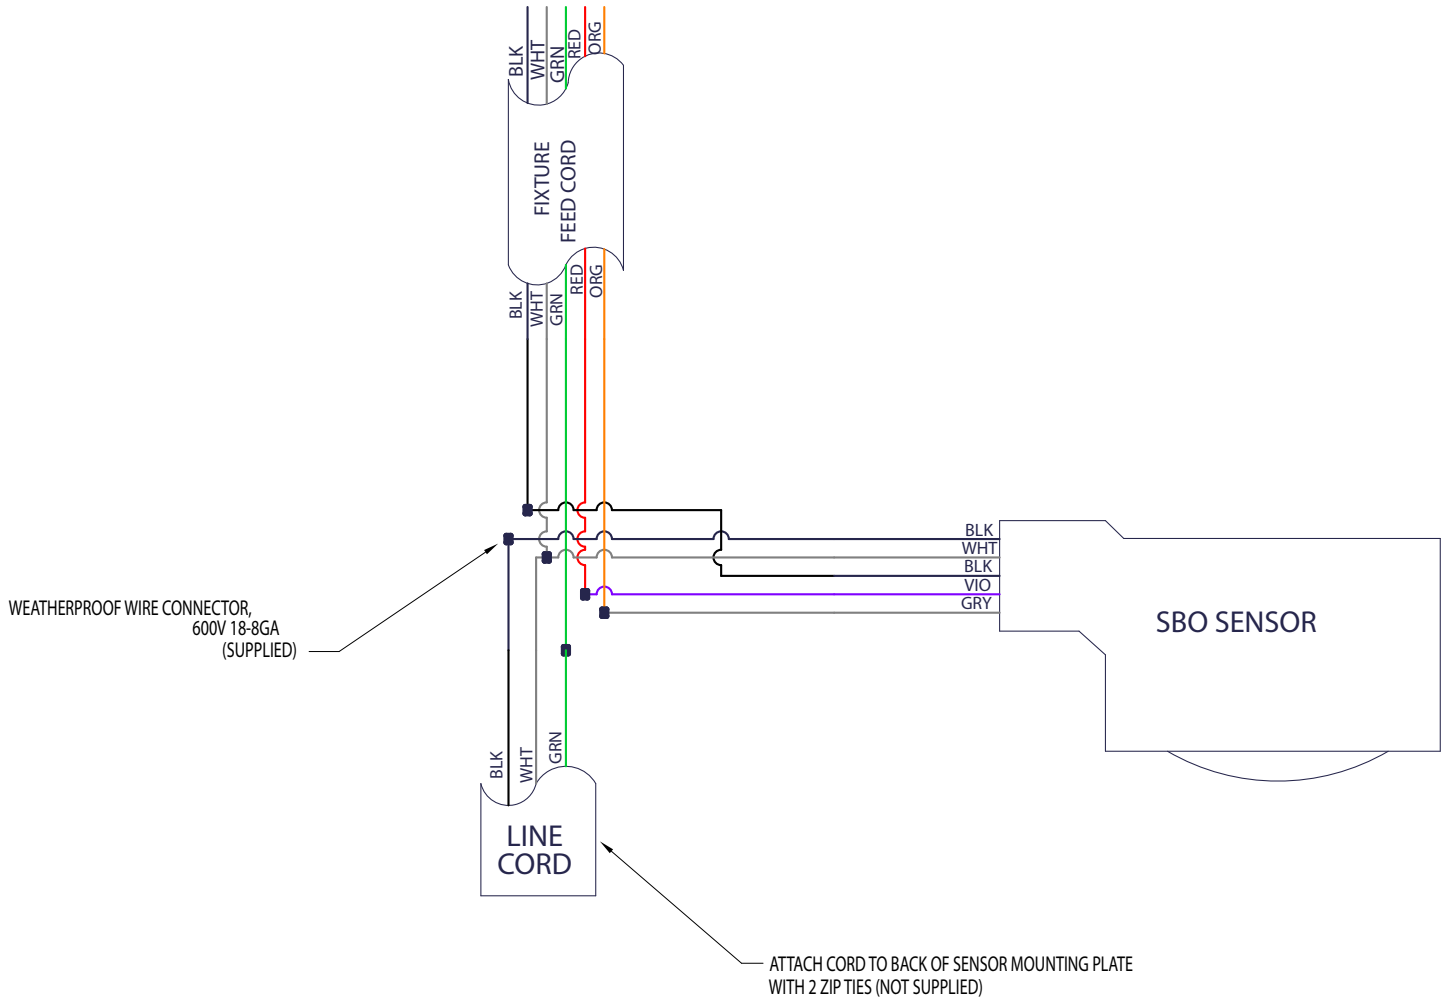 BLK
WHT
GRN
RED
ORG
FIXTURE
FEED CORD
BLK
WHT
GRN
RED
ORG
BLK
WHT
BLK
VIO
GRY
SBO SENSOR
WEATHERPROOF WIRE CONNECTOR,
600V 18-8GA
(SUPPLIED)
BLK
WHT
GRN
LINE
CORD
ATTACH CORD TO BACK OF SENSOR MOUNTING PLATE
WITH 2 ZIP TIES (NOT SUPPLIED)